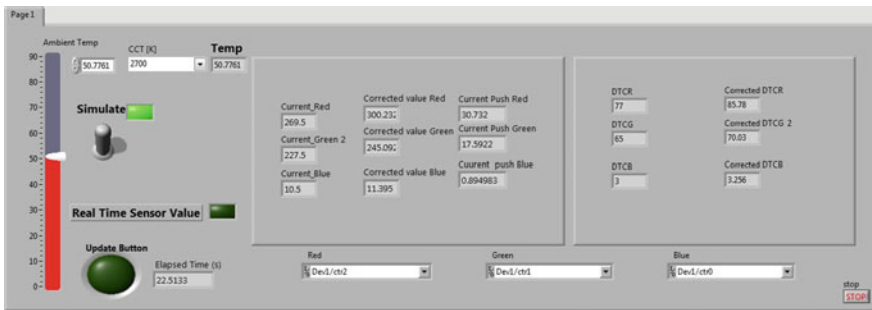 Page 1
Ambient Temp
CCT [K]
Temp
50.7761
2700
50.7761
90
80
70
60
50
40
30
20
10
0
Simulate
Real Time Sensor Value
Update Button
Elapsed Time (s)
22.5133
Current_Red
Corrected value Red
Current Push Red
269.5
300.232
30.732
Current_Green 2
Corrected value Green
Current Push Green
227.5
245.092
17.5922
Current_Blue
Corrected value Blue
Cuurent push Blue
10.5
11.395
0.894983
DTCR
Corrected DTCR
77
85.78
DTCG
Corrected DTCG 2
65
70.03
DTCB
Corrected DTCB
3
3.256
Red
Green
Blue
Dev1/ctr2
Dev1/ctr1
Dev1/ctr0
stop
STOP